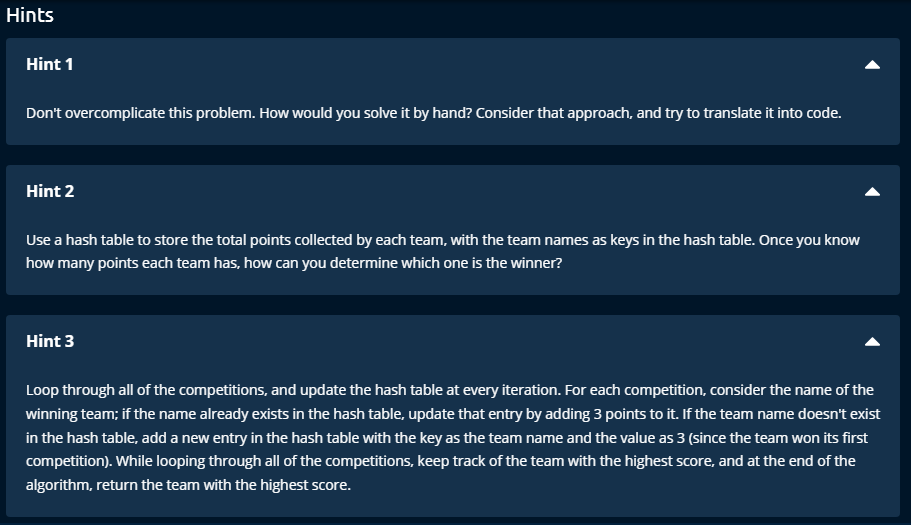 Hints
Hint 1
Don't overcomplicate this problem. How would you solve it by hand? Consider that approach, and try to translate it into code.
Hint 2
Use a hash table to store the total points collected by each team, with the team names as keys in the hash table. Once you know
how many points each team has, how can you determine which one is the winner?
Hint 3
Loop through all of the competitions, and update the hash table at every iteration. For each competition, consider the name of the
winning team; if the name already exists in the hash table, update that entry by adding 3 points to it. If the team name doesn't exist
in the hash table, add a new entry in the hash table with the key as the team name and the value as 3 (since the team won its first
competition). While looping through all of the competitions, keep track of the team with the highest score, and at the end of the
algorithm, return the team with the highest score.